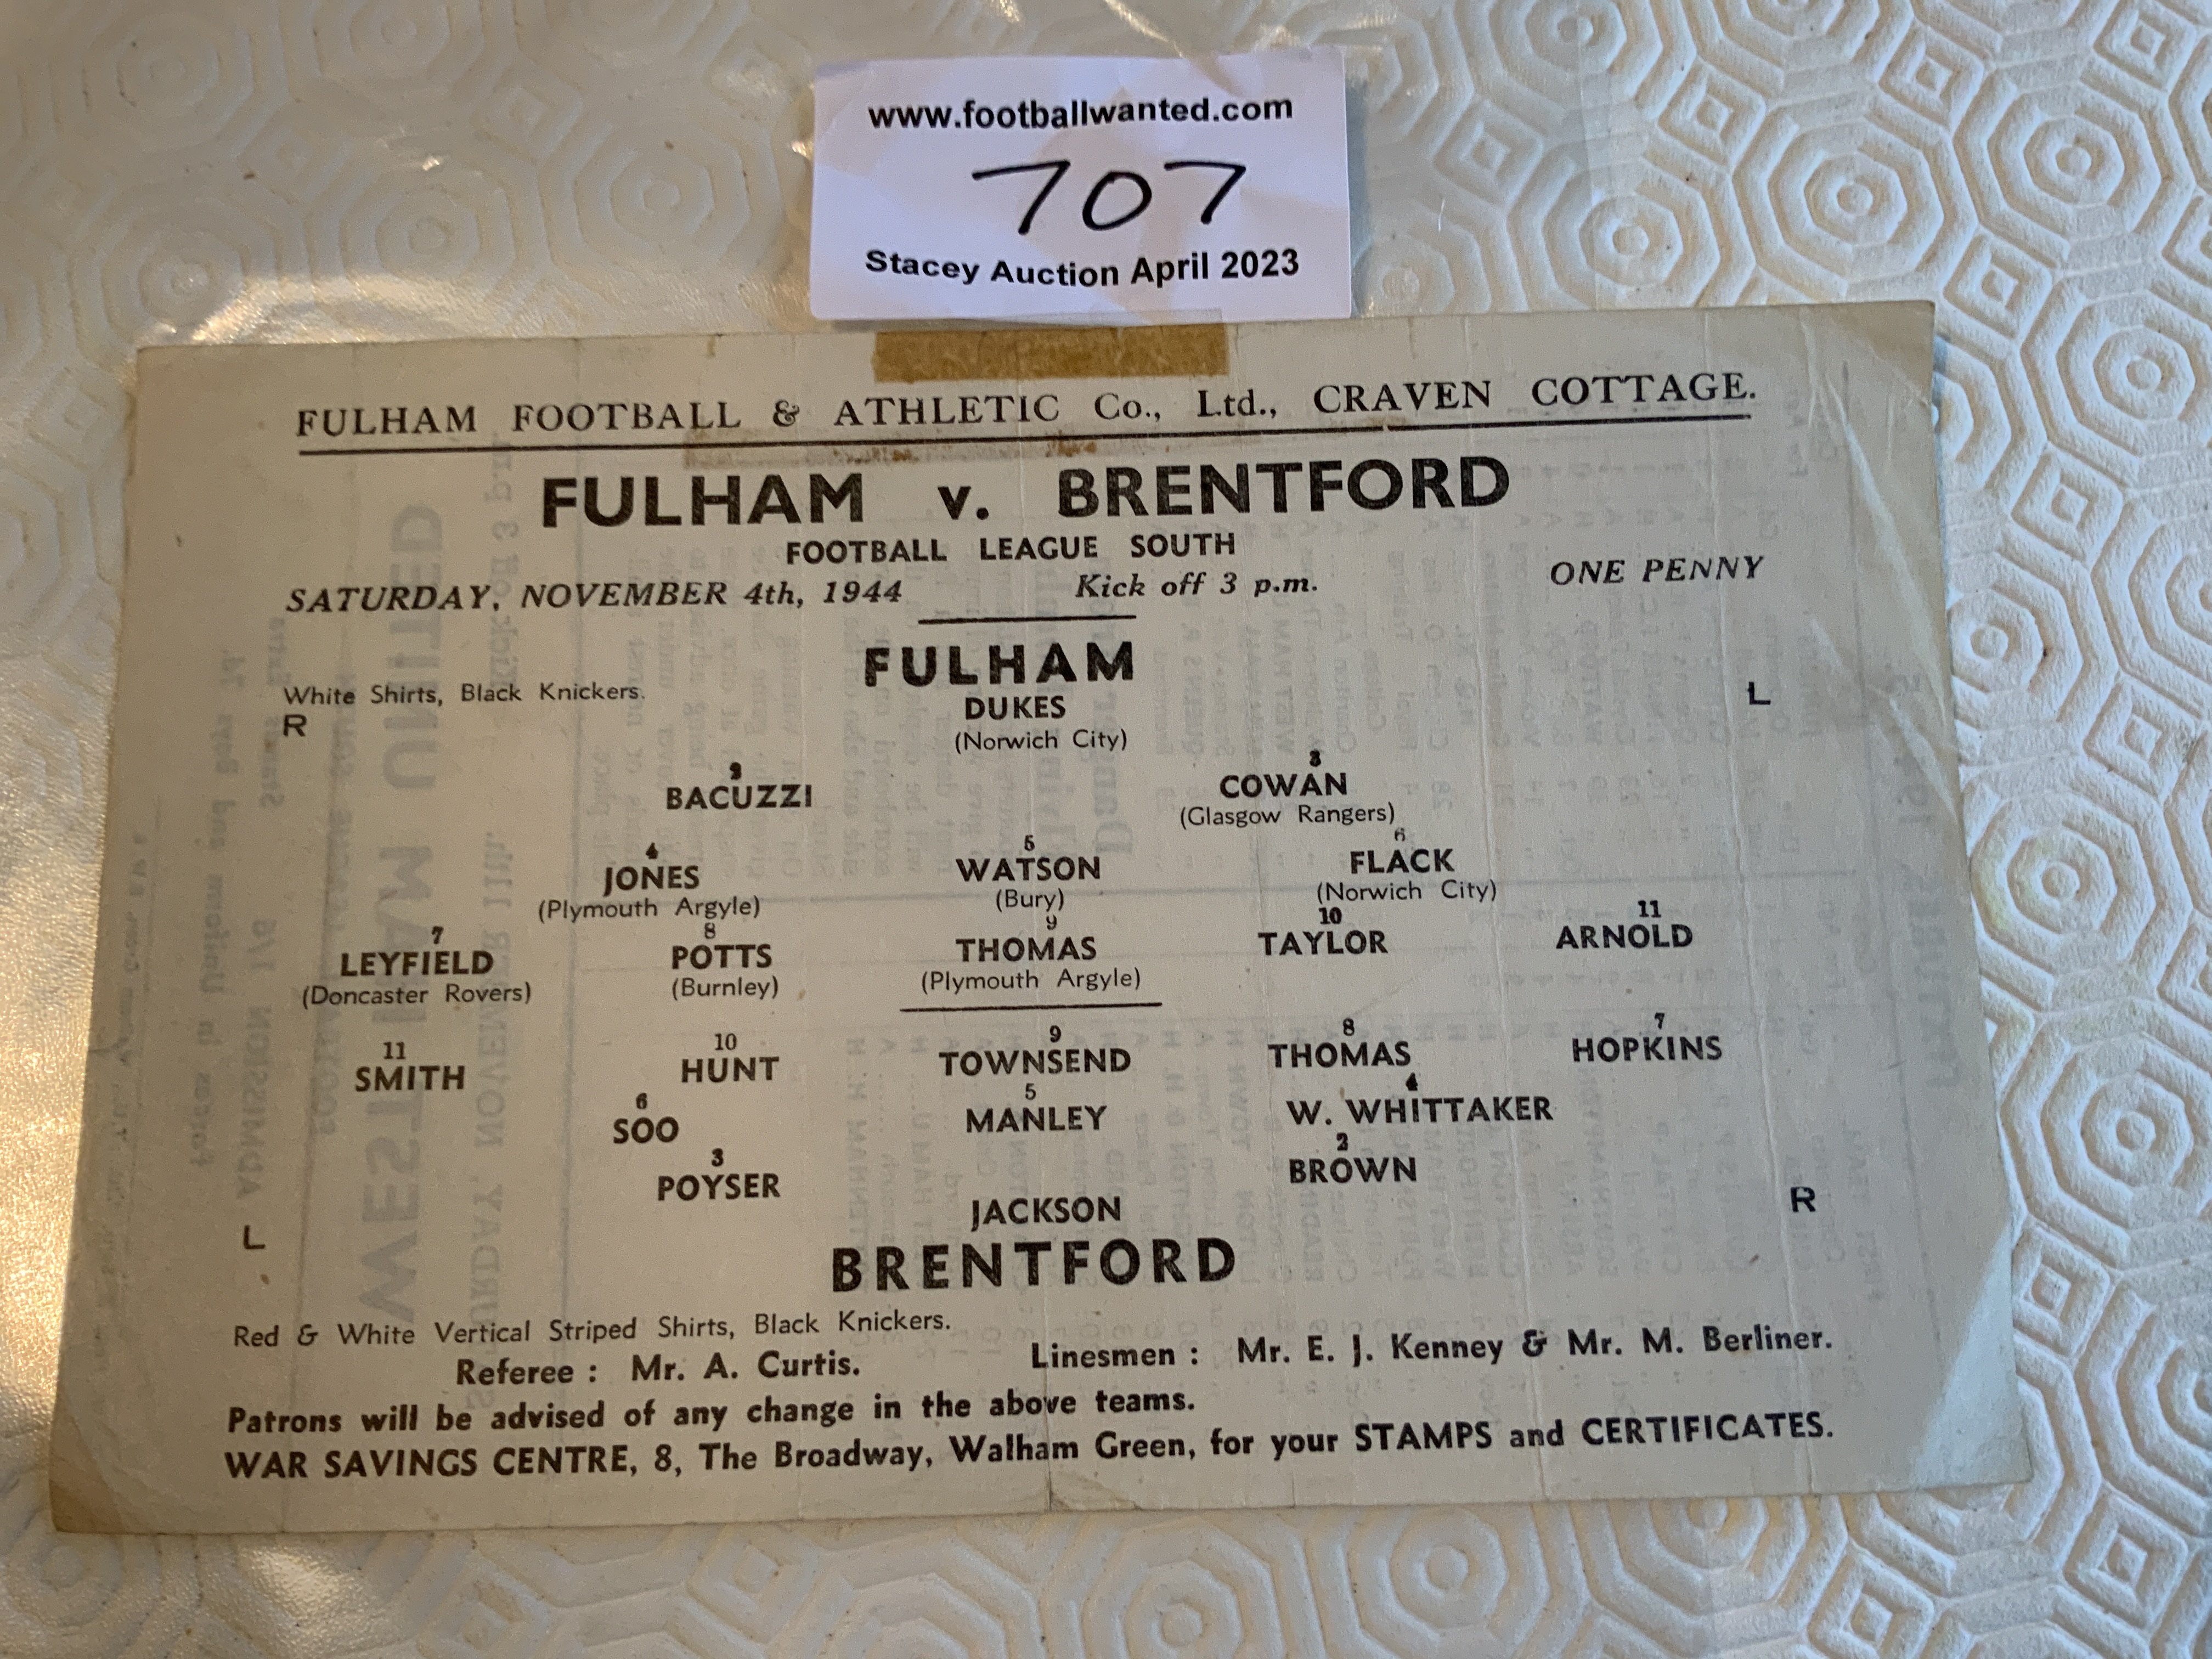 www.footballwanted.com
707
Stacey Auction April 2023
FULHAM FOOTBALL & ATHLETIC Co., Ltd., CRAVEN COTTAGE.
FULHAM v. BRENTFORD
FOOTBALL LEAGUE SOUTH
SATURDAY, NOVEMBER 4th, 1944 Kick off 3 p.m. ONE PENNY
FULHAM
White Shirts, Black Knickers. DUKES L
R (Norwich City)
2 3
BACUZZI COWAN
(Glasgow Rangers)
4 5 6
JONES WATSON FLACK
(Plymouth Argyle) (Bury) (Norwich City)
7 8 9 10 11
LEYFIELD POTTS THOMAS TAYLOR ARNOLD
(Doncaster Rovers) (Burnley) (Plymouth Argyle)
11 10 9 8 7
SMITH HUNT TOWNSEND THOMAS HOPKINS
6 5 4
SOO MANLEY W. WHITTAKER
3 2
POYSER BROWN
JACKSON R
L
BRENTFORD
Red & White Vertical Striped Shirts, Black Knickers.
Referee : Mr. A. Curtis. Linesmen : Mr. E. J. Kenney & Mr. M. Berliner.
Patrons will be advised of any change in the above teams.
WAR SAVINGS CENTRE, 8, The Broadway, Walham Green, for your STAMPS and CERTIFICATES.